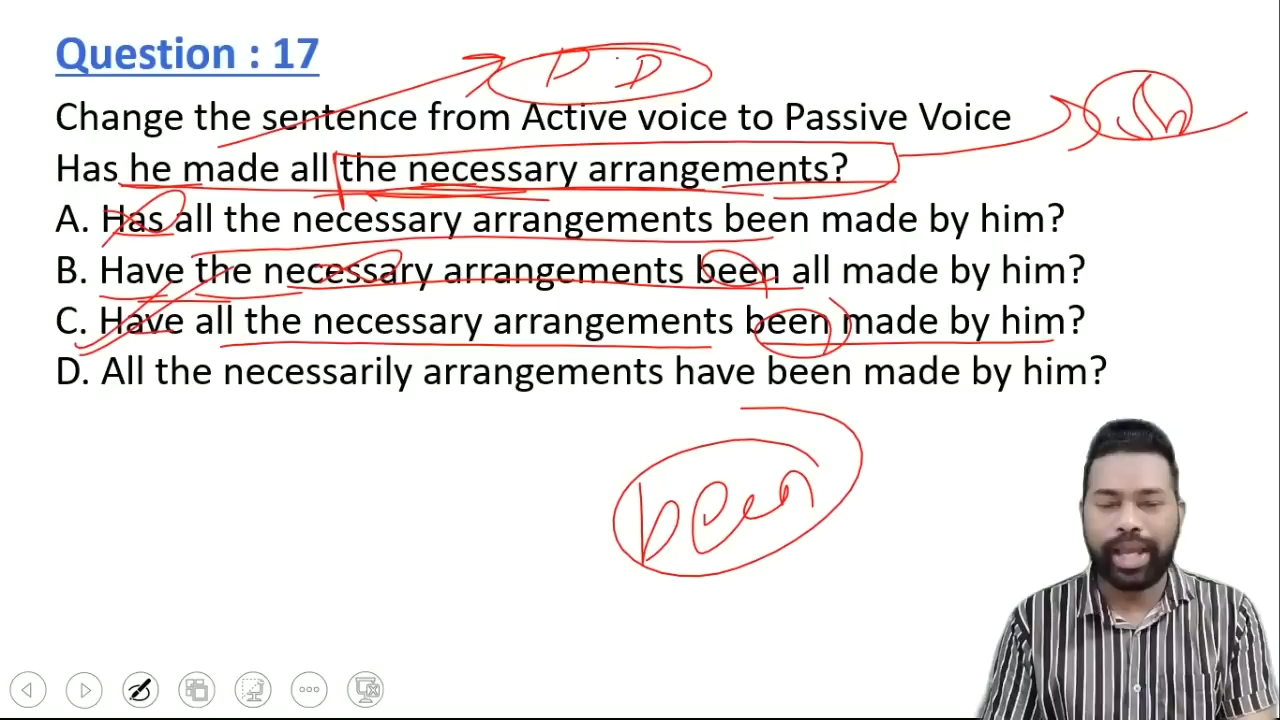 Question : 17
Change the sentence from Active voice to Passive Voice
Has he made all the necessary arrangements?
A. Has all the necessary arrangements been made by him?
B. Have the necessary arrangements been all made by him?
C. Have all the necessary arrangements been made by him?
D. All the necessarily arrangements have been made by him?
been